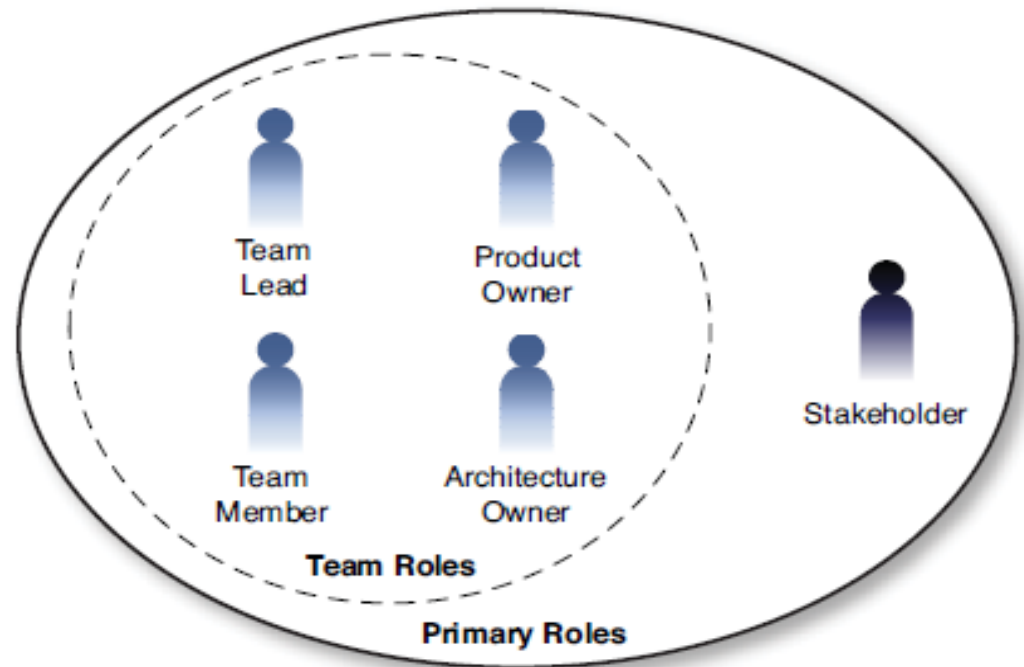 Team
Lead
Product
Owner
Stakeholder
Team
Member
Architecture
Owner
Team Roles
Primary Roles